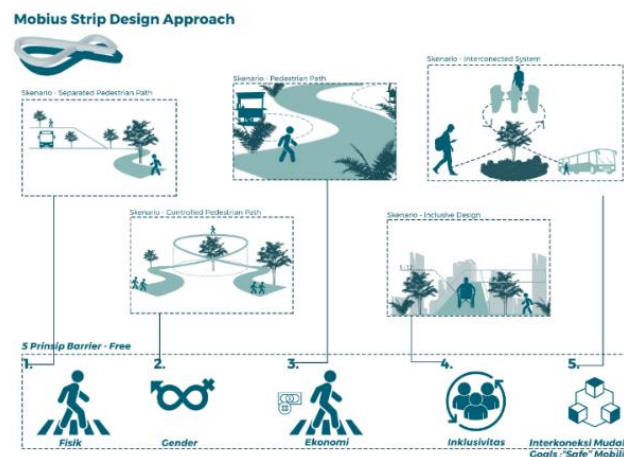 Mobius Strip Design Approach
Skenario - Separated Pedestrian Path
Skenario - Pedestrian Path
Skenario - Interconnected System
Skenario - Controlled Pedestrian Path
Skenario - Inclusive Design
5 Prinsip Barrier - Free
1.
2.
3.
4.
5.
Fisik
Gender
Ekonomi
Inklusivitas
Interkoneksi Mudah
Goals :"Safe" Mobili